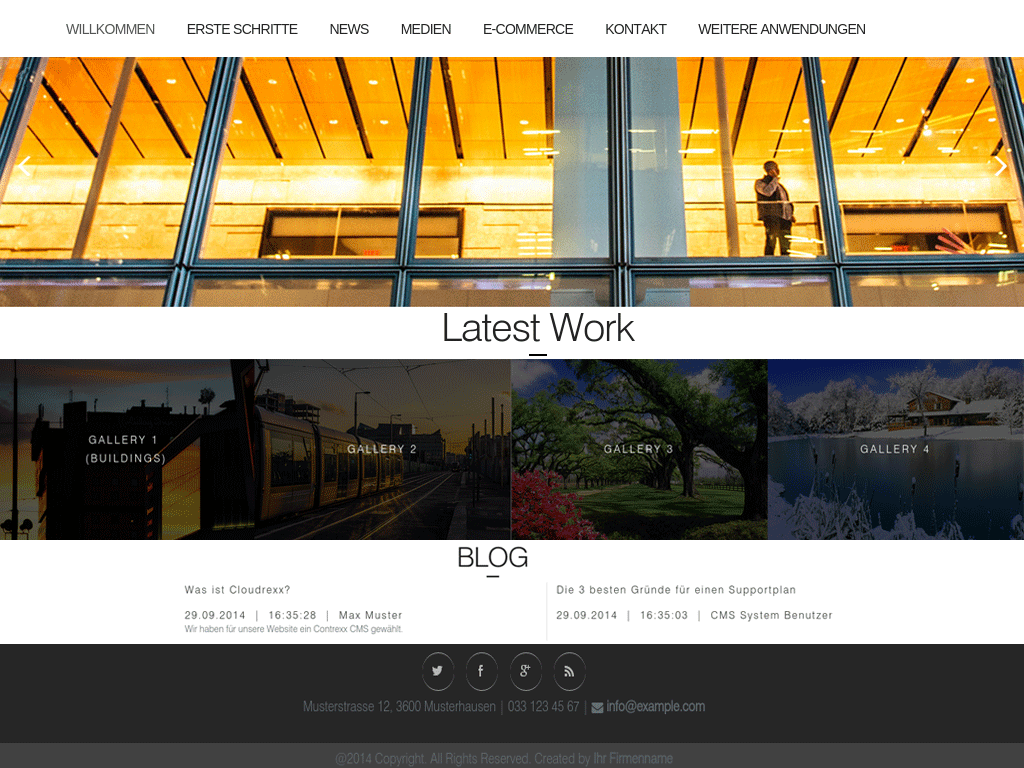 WILLKOMMEN ERSTE SCHRITTE NEWS MEDIEN E-COMMERCE KONTAKT WEITERE ANWENDUNGEN
Latest Work
GALLERY 1
(BUILDINGS)
GALLERY 2
GALLERY 3
GALLERY 4
BLOG
Was ist Cloudrexx?
29.09.2014 | 16:35:28 | Max Muster
Wir haben für unsere Website ein Contrexx CMS gewählt.
Die 3 besten Gründe für einen Supportplan
29.09.2014 | 16:35:03 | CMS System Benutzer
Musterstrasse 12, 3600 Musterhausen | 033 123 45 67 | info@example.com
@2014 Copyright. All Rights Reserved. Created by Ihr Firmenname